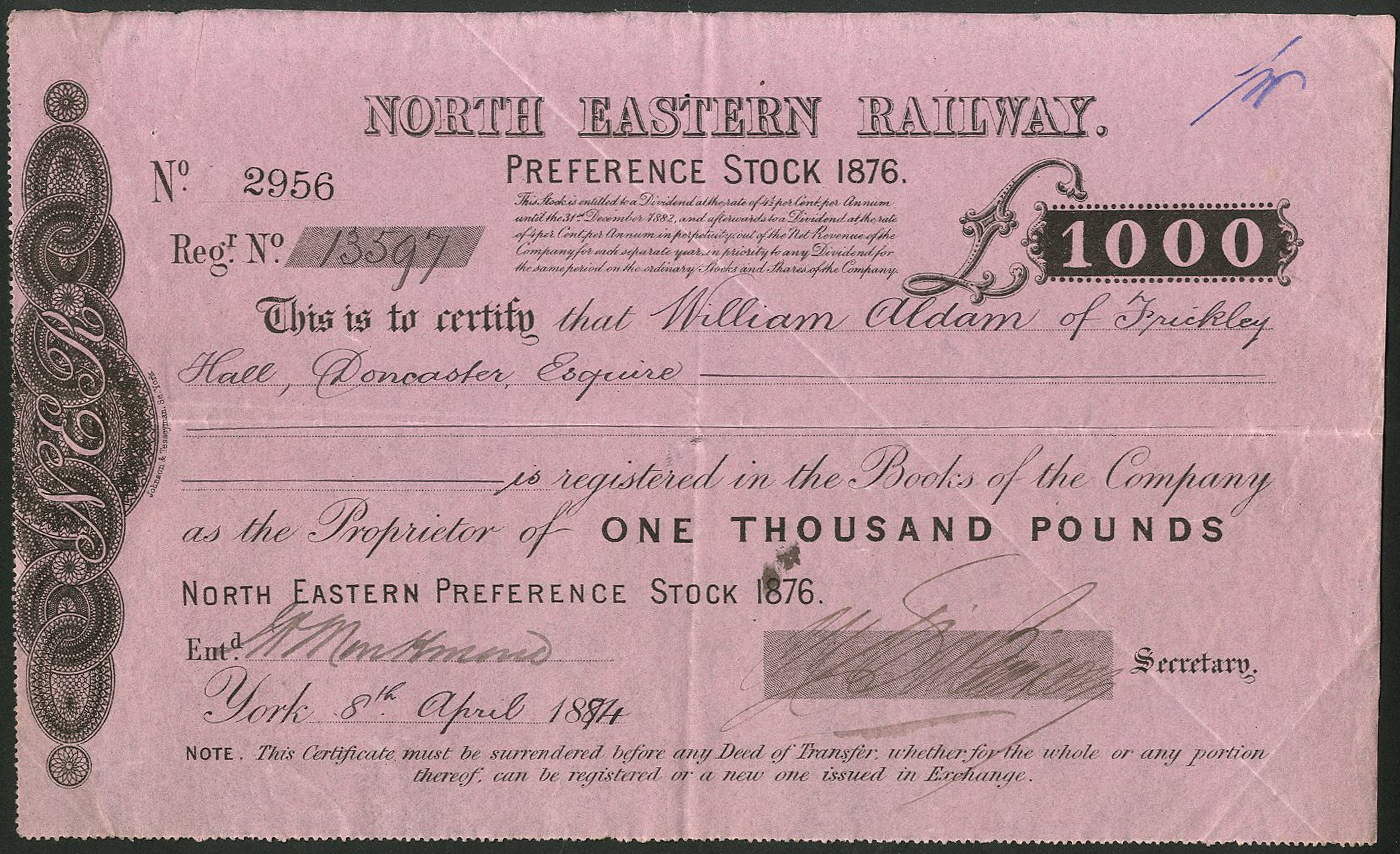 NORTH EASTERN RAILWAY.
PREFERENCE STOCK 1876.
No. 2956
This Stock is entitled to a Dividend at the rate of 4½ per Cent. per Annum
until the 31st December 1882, and afterwards to a Dividend at the rate
of 4 per Cent. per Annum in perpetuity, out of the Net Revenue of the
Company for each separate year, in priority to any Dividend for
the same period on the ordinary Stocks and Shares of the Company.
Regr. No. 13597
£1000
This is to certify that William Aldam of Frickley
Hall, Doncaster, Esquire
is registered in the Books of the Company
as the Proprietor of ONE THOUSAND POUNDS
NORTH EASTERN PREFERENCE STOCK 1876.
Entd.
Secretary.
York 8th April 1884
NOTE. This Certificate must be surrendered before any Deed of Transfer, whether for the whole or any portion
thereof, can be registered or a new one issued in Exchange.
NER
Johnson & Tesseyman, Sc. York